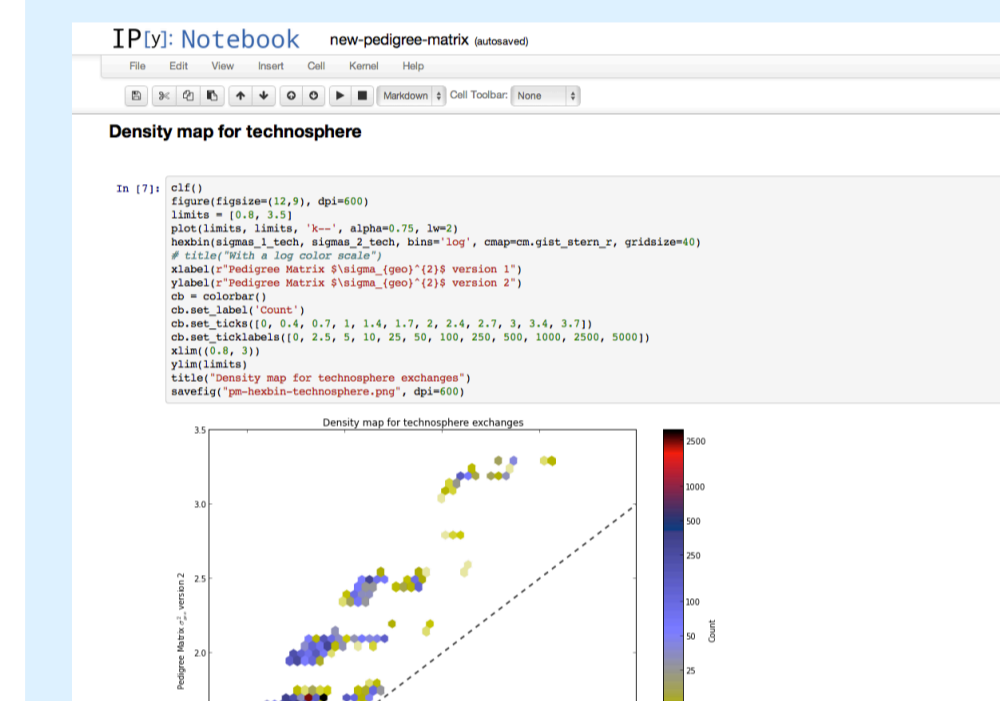 IP[y]: Notebook new-pedigree-matrix (autosaved)
File Edit View Insert Cell Kernel Help
Markdown Cell Toolbar: None
Density map for technosphere
In [7]: clf()
figure(figsize=(12,9), dpi=600)
limits = [0.8, 3.5]
plot(limits, limits, 'k--', alpha=0.75, lw=2)
hexbin(sigmas_1_tech, sigmas_2_tech, bins='log', cmap=cm.gist_stern_r, gridsize=40)
# title("With a log color scale")
xlabel(r"Pedigree Matrix $\sigma_{geo}^{2}$ version 1")
ylabel(r"Pedigree Matrix $\sigma_{geo}^{2}$ version 2")
cb = colorbar()
cb.set_label('Count')
cb.set_ticks([0, 0.4, 0.7, 1, 1.4, 1.7, 2, 2.4, 2.7, 3, 3.4, 3.7])
cb.set_ticklabels([0, 2.5, 5, 10, 25, 50, 100, 250, 500, 1000, 2500, 5000])
xlim((0.8, 3))
ylim(limits)
title("Density map for technosphere exchanges")
savefig("pm-hexbin-technosphere.png", dpi=600)
Density map for technosphere exchanges
3.5
3.0
2.5
2.0
Pedigree Matrix σ²geo version 2
2500
1000
500
250
100
50
25
Count